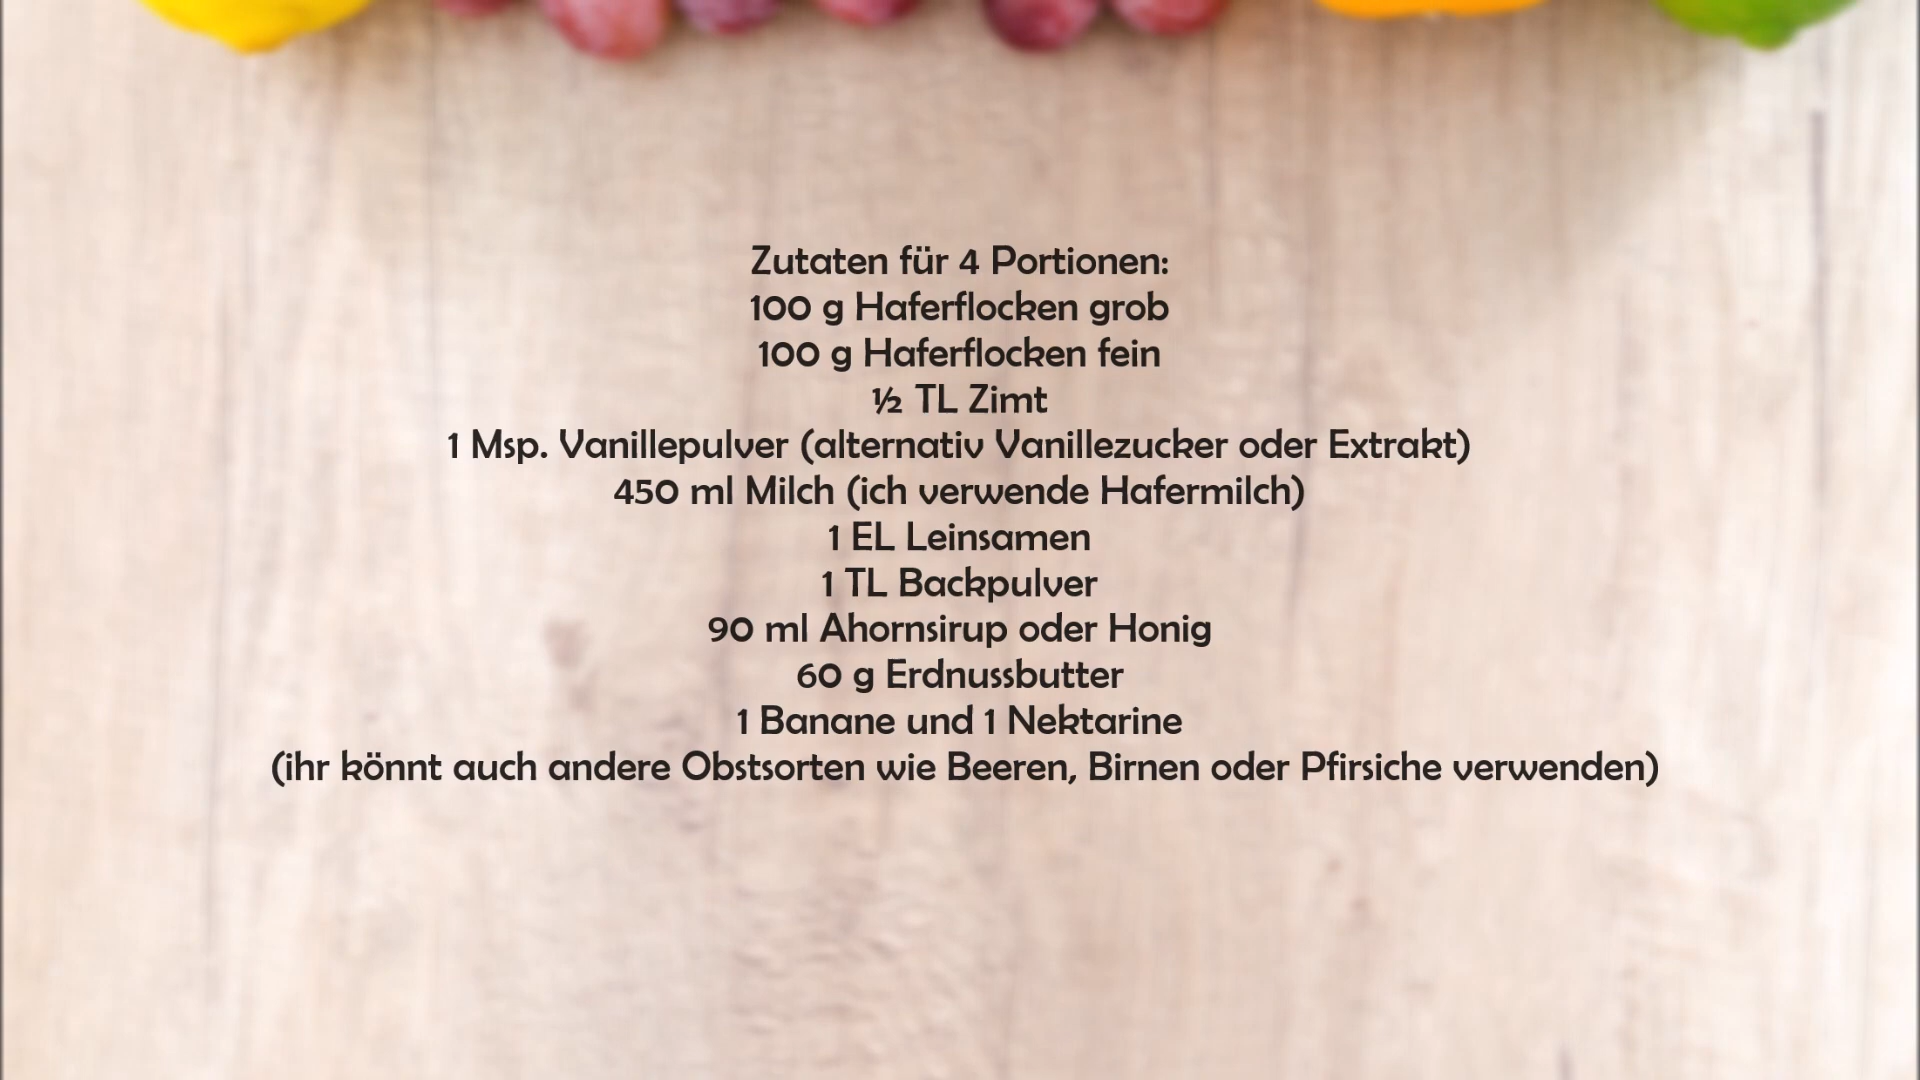 Zutaten für 4 Portionen:
100 g Haferflocken grob
100 g Haferflocken fein
½ TL Zimt
1 Msp. Vanillepulver (alternativ Vanillezucker oder Extrakt)
450 ml Milch (ich verwende Hafermilch)
1 EL Leinsamen
1 TL Backpulver
90 ml Ahornsirup oder Honig
60 g Erdnussbutter
1 Banane und 1 Nektarine
(ihr könnt auch andere Obstsorten wie Beeren, Birnen oder Pfirsiche verwenden)